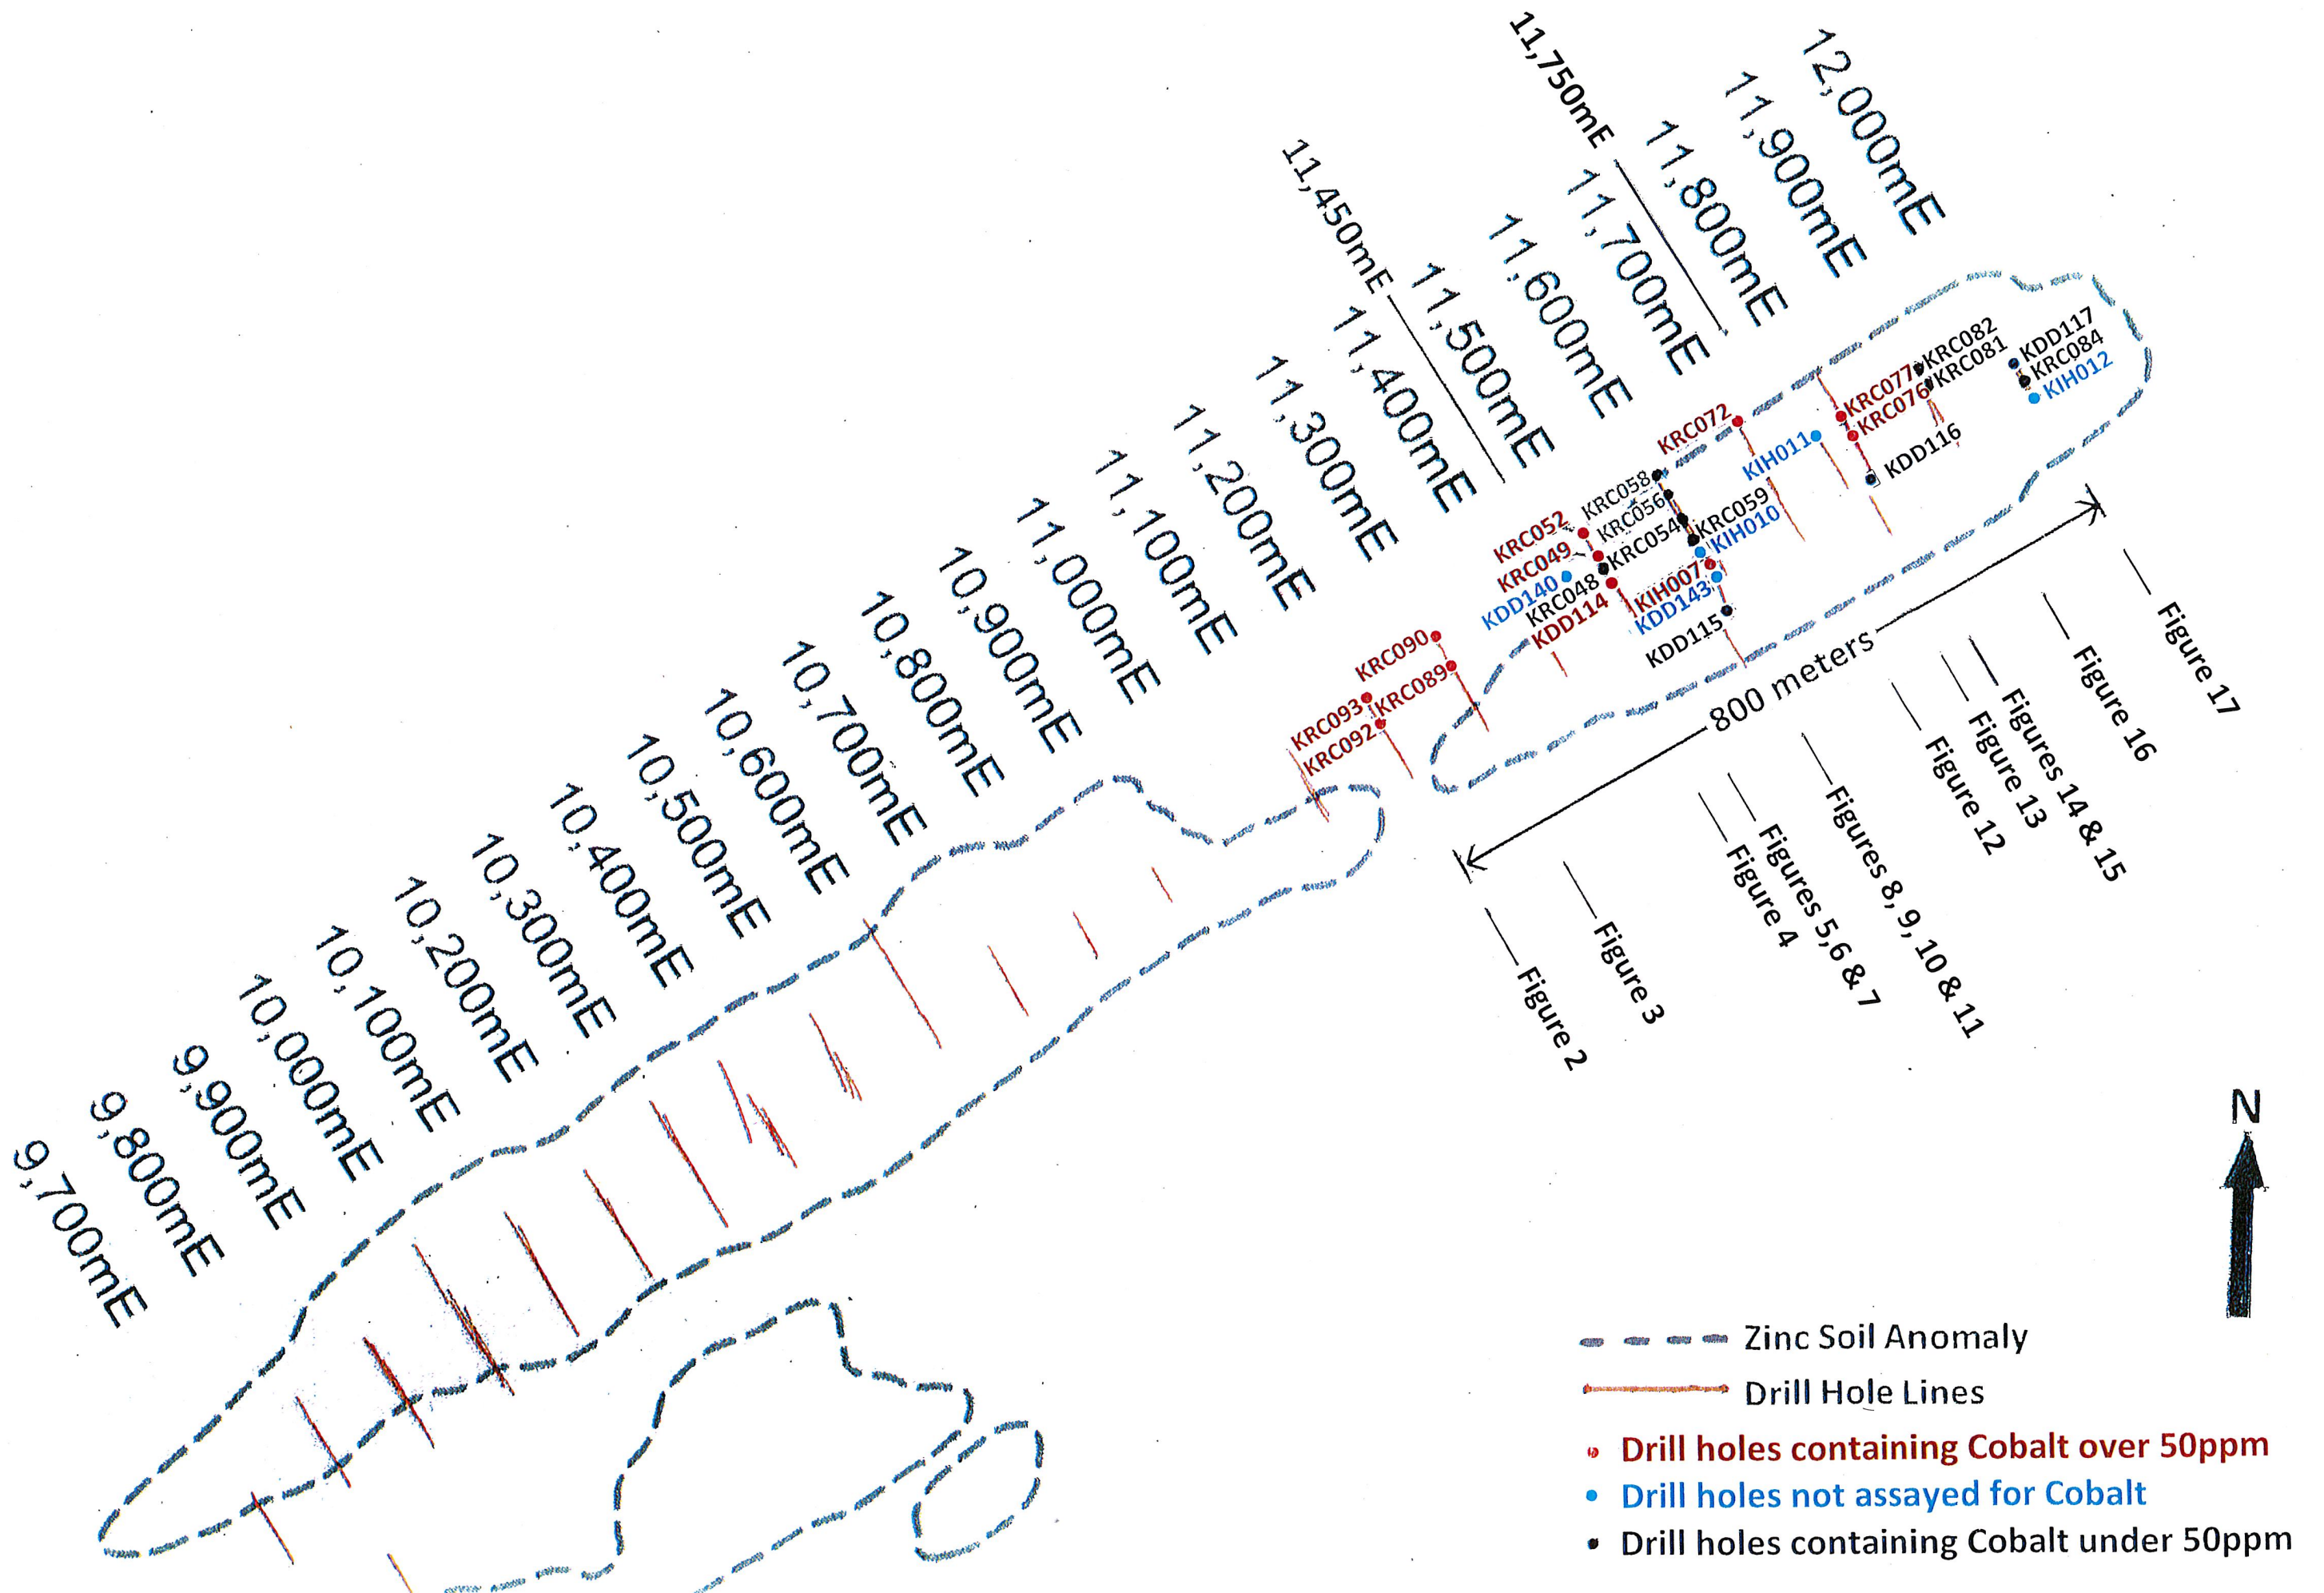 12,000mE
11,900mE
11,800mE
11,750mE
11,700mE
11,600mE
11,500mE
11,450mE
11,400mE
11,300mE
11,200mE
11,100mE
11,000mE
10,900mE
10,800mE
10,700mE
10,600mE
10,500mE
10,400mE
10,300mE
10,200mE
10,100mE
10,000mE
9,900mE
9,800mE
9,700mE
KDD117
KRC084
KIH012
KRC082
KRC081
KRC077
KRC076
KDD116
KIH011
KRC072
KRC058
KRC056
KRC054
KRC059
KIH010
KIH007
KDD143
KDD115
KRC052
KRC049
KDD140
KRC048
KDD114
KRC090
KRC089
KRC093
KRC092
800 meters
Figure 17
Figure 16
Figures 14 & 15
Figure 13
Figure 12
Figures 8, 9, 10 & 11
Figures 5,6 & 7
Figure 4
Figure 3
Figure 2
N
Zinc Soil Anomaly
Drill Hole Lines
Drill holes containing Cobalt over 50ppm
Drill holes not assayed for Cobalt
Drill holes containing Cobalt under 50ppm